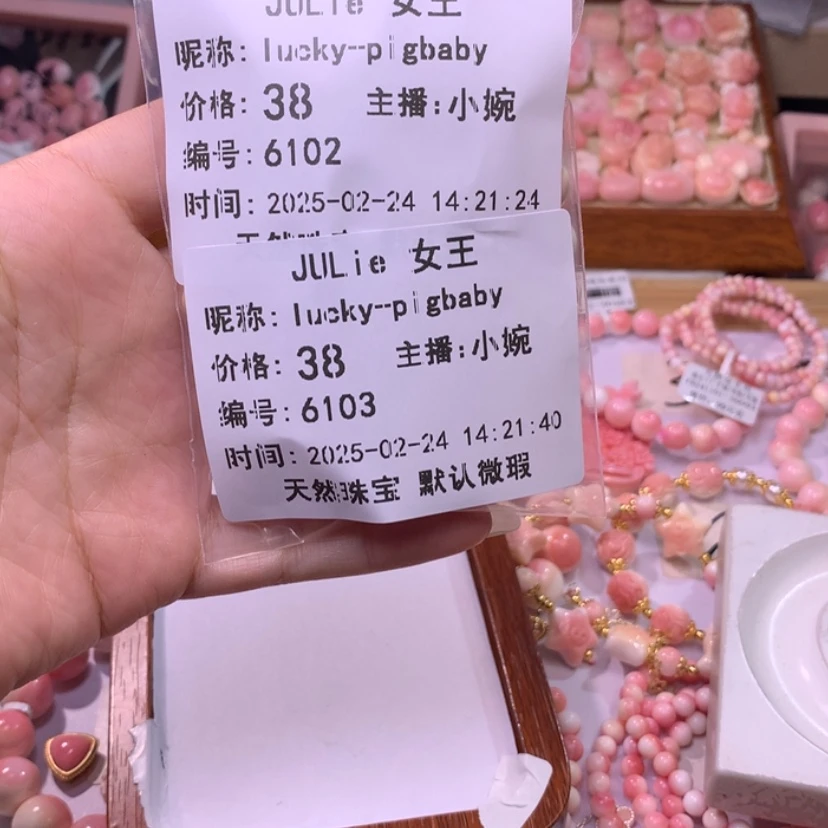 JULie 女王
昵称: lucky--pigbaby
价格: 38 主播: 小婉
编号: 6102
时间: 2025-02-24 14:21:24
JULie 女王
昵称: lucky--pigbaby
价格: 38 主播: 小婉
编号: 6103
时间: 2025-02-24 14:21:40
天然珠宝 默认微瑕